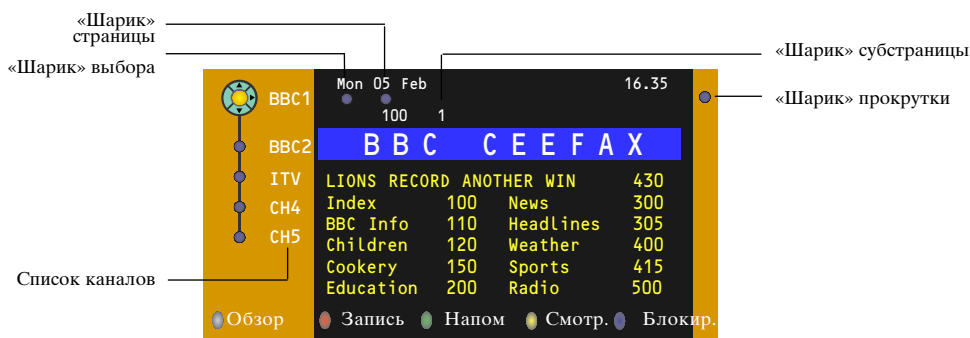 «Шарик»
страницы
«Шарик» выбора
«Шарик» субстраницы
«Шарик» прокрутки
Список каналов
Mon 05 Feb 16.35
100 1
BBC1
BBC2
ITV
CH4
CH5
BBC CEEFAX
LIONS RECORD ANOTHER WIN 430
Index 100 News 300
BBC Info 110 Headlines 305
Children 120 Weather 400
Cookery 150 Sports 415
Education 200 Radio 500
Обзор Запись Напом Смотр. Блокир.